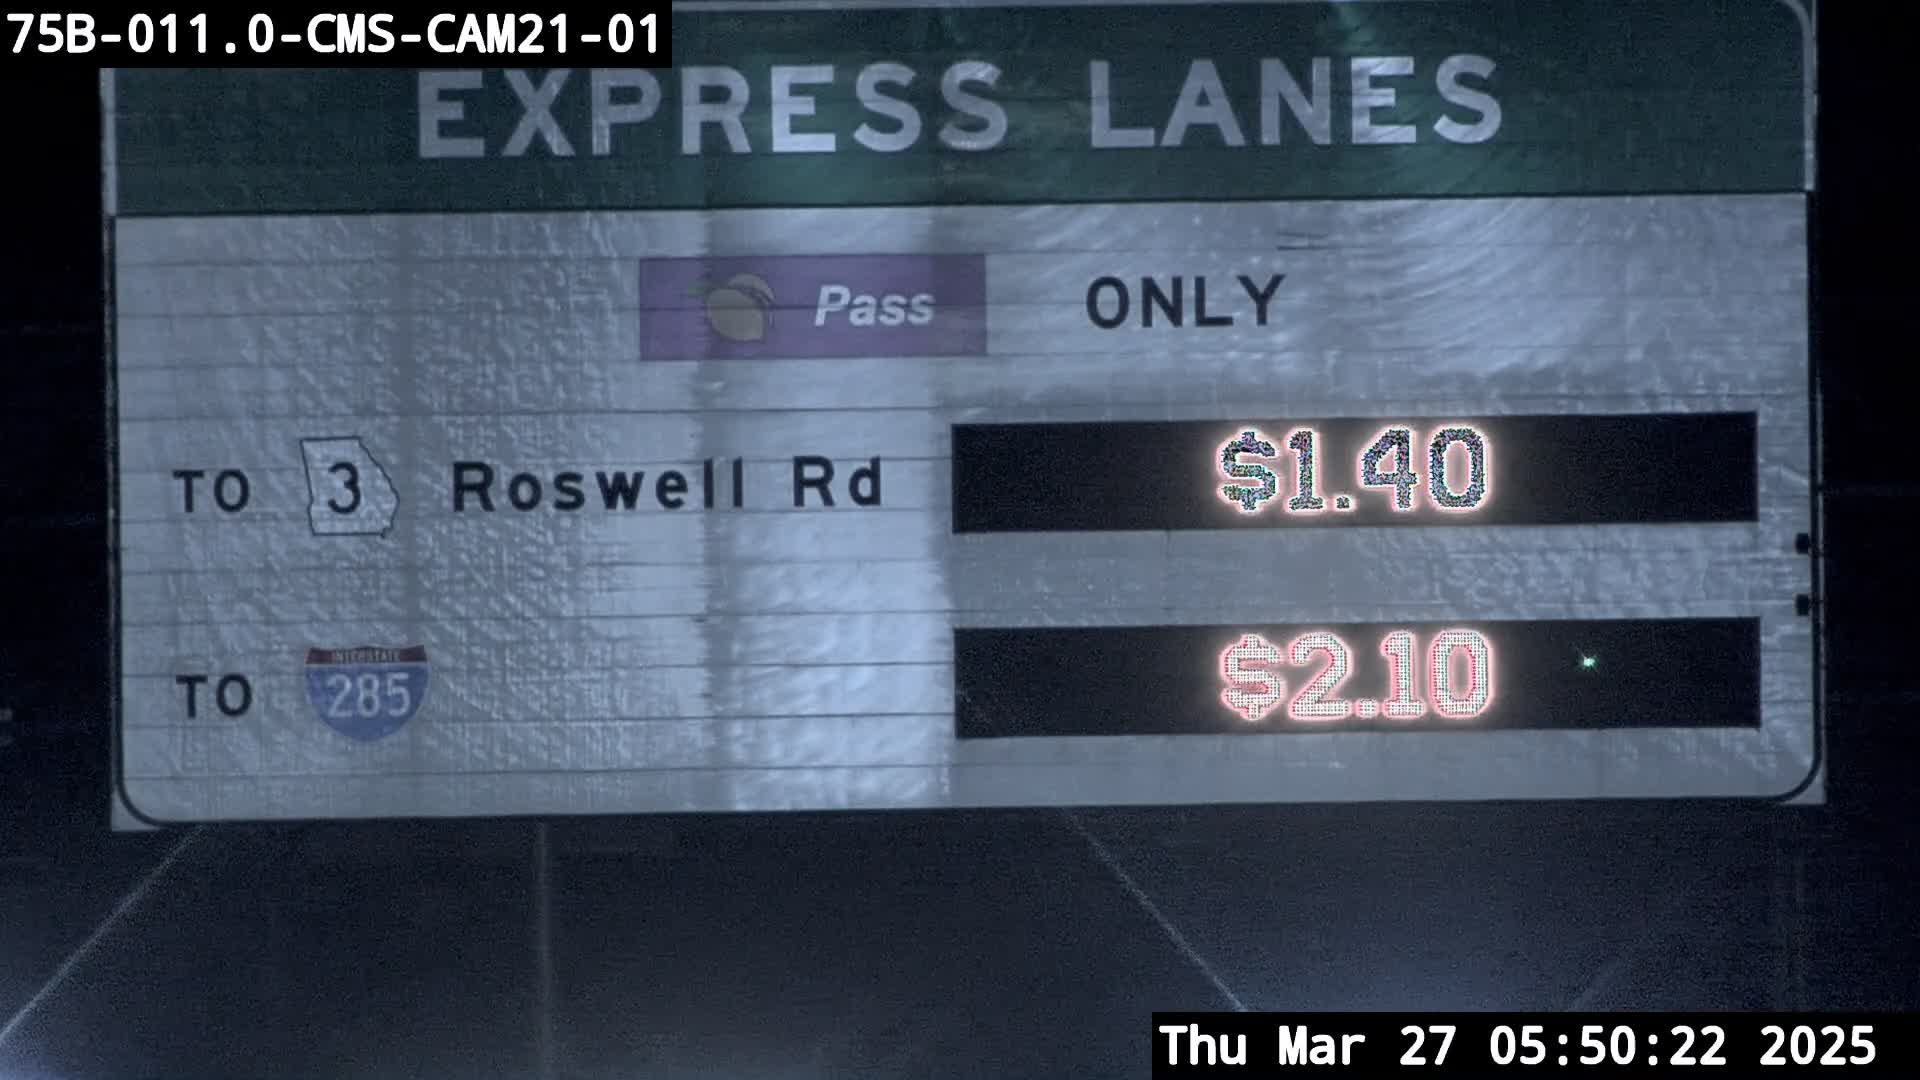 75B-011.0-CMS-CAM21-01
EXPRESS LANES
Pass ONLY
TO 3 Roswell Rd $1.40
INTERSTATE
TO 285 $2.10
Thu Mar 27 05:50:22 2025